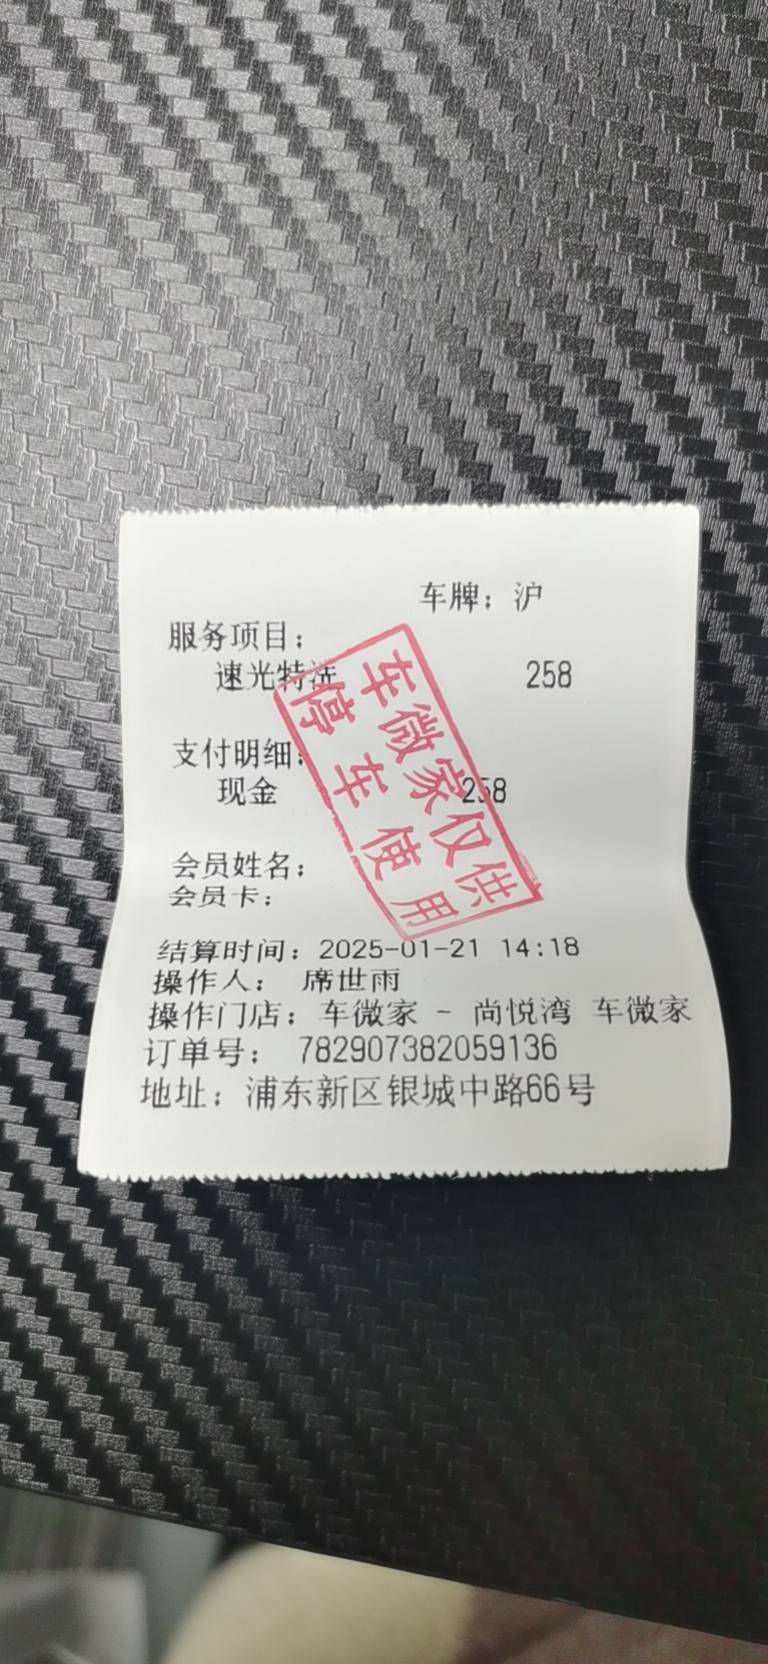 车牌：沪
服务项目：
速光特洗 258
支付明细：
现金 258
会员姓名：
会员卡：
结算时间：2025-01-21 14:18
操作人： 席世雨
操作门店：车微家 - 尚悦湾 车微家
订单号： 782907382059136
地址：浦东新区银城中路66号
车微家仅供
停车使用